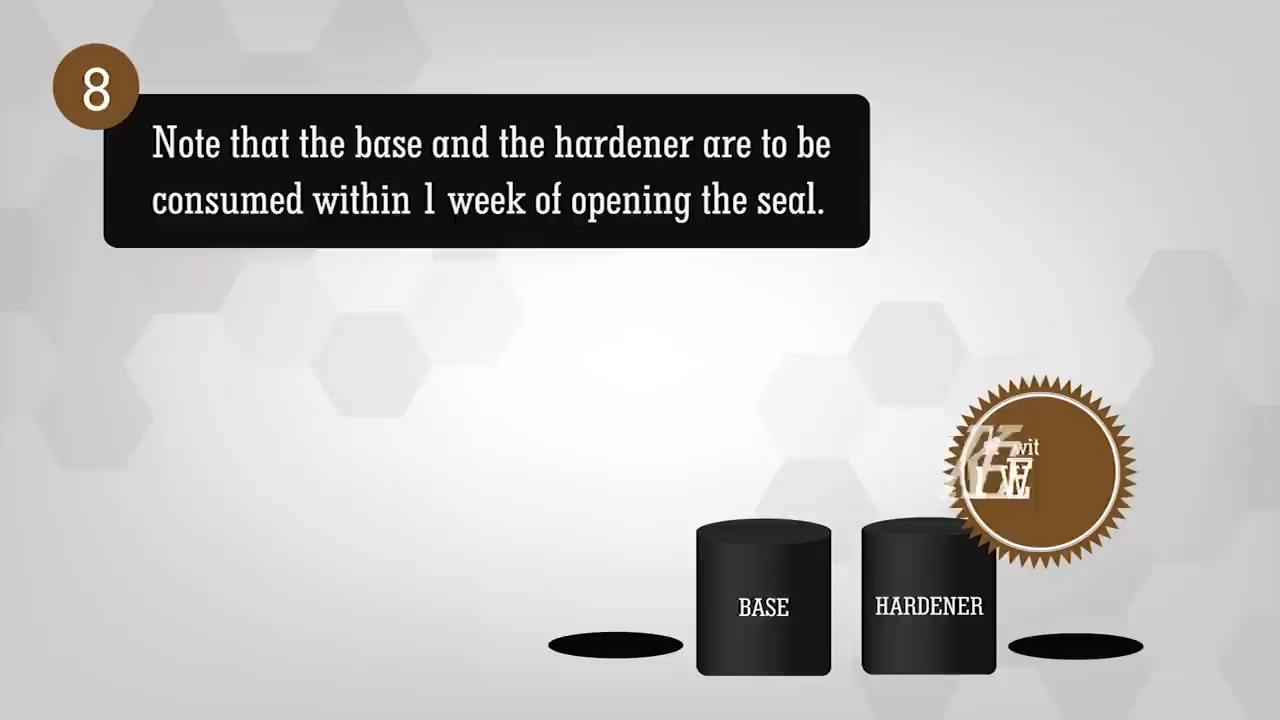 8
Note that the base and the hardener are to be
consumed within 1 week of opening the seal.
wit
BASE
HARDENER